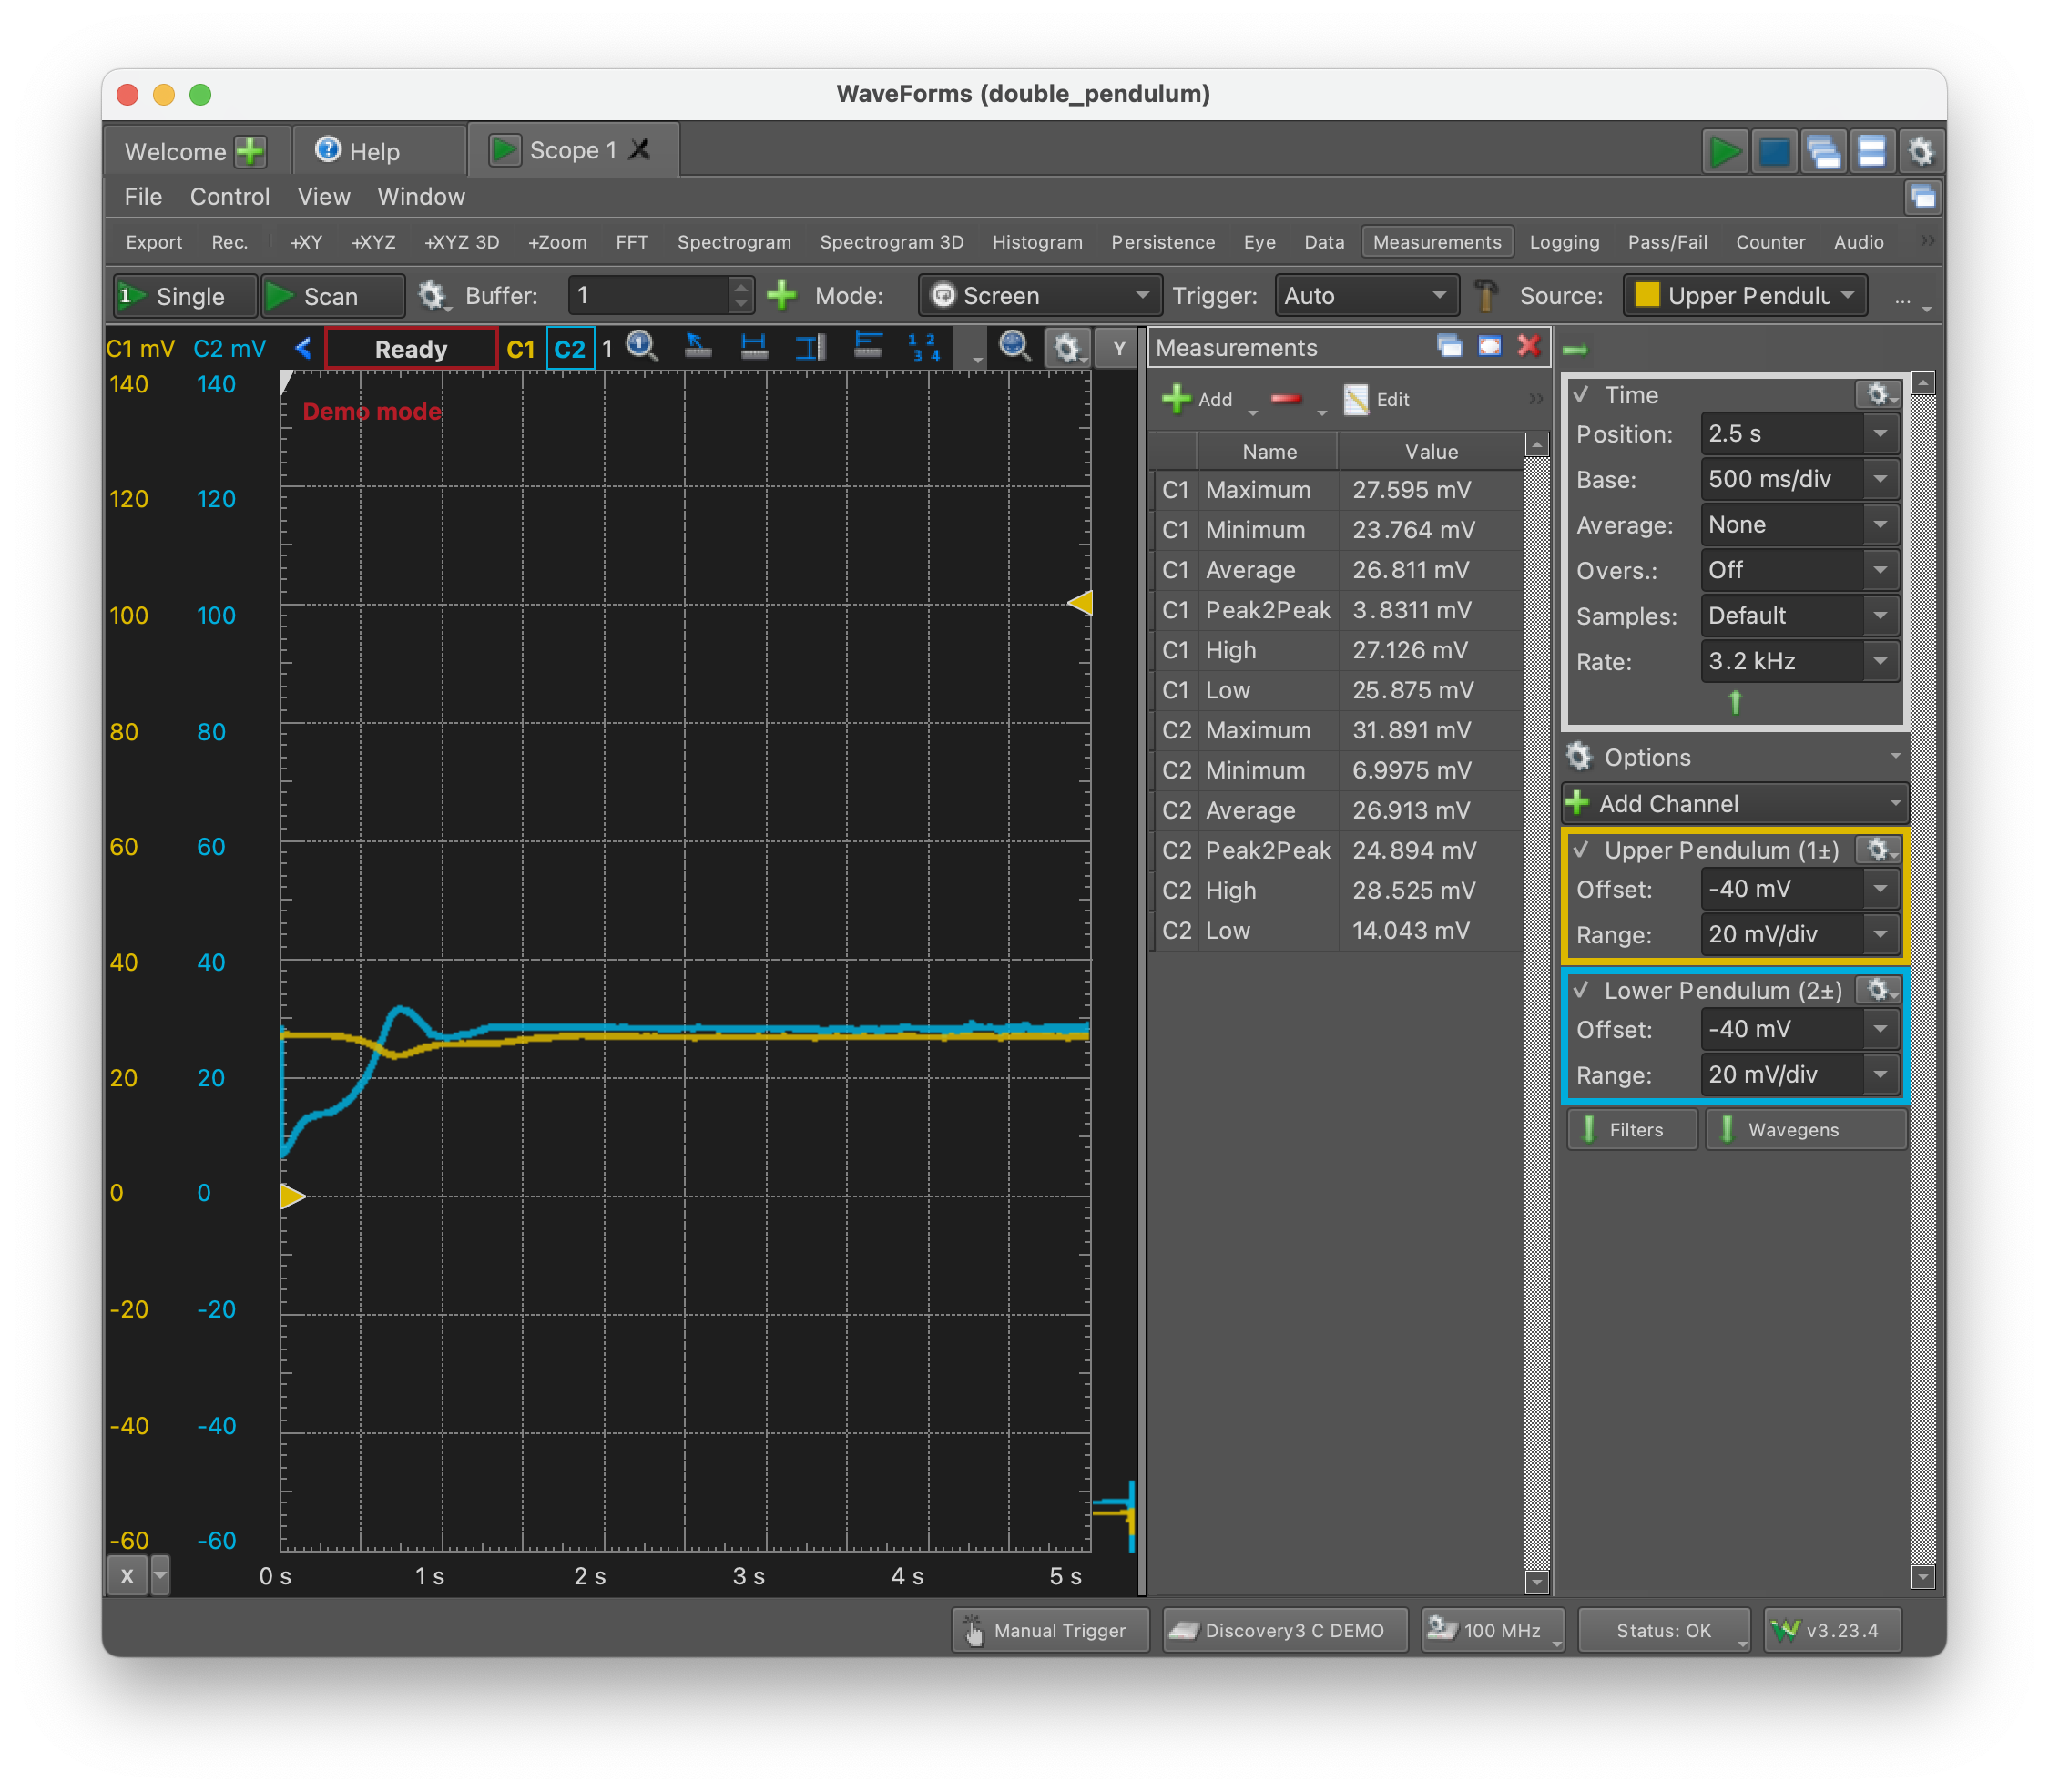 WaveForms (double_pendulum)
Welcome Help Scope 1
File Control View Window
Export Rec. +XY +XYZ +XYZ 3D +Zoom FFT Spectrogram Spectrogram 3D Histogram Persistence Eye Data Measurements Logging Pass/Fail Counter Audio
1 Single Scan Buffer: 1 Mode: Screen Trigger: Auto Source: Upper Pendulu ...
C1 mV C2 mV Ready C1 C2 1 1 1 2 3 4 Y
Demo mode
140 140
120 120
100 100
80 80
60 60
40 40
20 20
0 0
-20 -20
-40 -40
-60 -60
X 0 s 1 s 2 s 3 s 4 s 5 s
Measurements
Add Edit
Name Value
C1 Maximum 27.595 mV
C1 Minimum 23.764 mV
C1 Average 26.811 mV
C1 Peak2Peak 3.8311 mV
C1 High 27.126 mV
C1 Low 25.875 mV
C2 Maximum 31.891 mV
C2 Minimum 6.9975 mV
C2 Average 26.913 mV
C2 Peak2Peak 24.894 mV
C2 High 28.525 mV
C2 Low 14.043 mV
Time
Position: 2.5 s
Base: 500 ms/div
Average: None
Overs.: Off
Samples: Default
Rate: 3.2 kHz
Options
Add Channel
Upper Pendulum (1±)
Offset: -40 mV
Range: 20 mV/div
Lower Pendulum (2±)
Offset: -40 mV
Range: 20 mV/div
Filters Wavegens
Manual Trigger Discovery3 C DEMO 100 MHz Status: OK v3.23.4